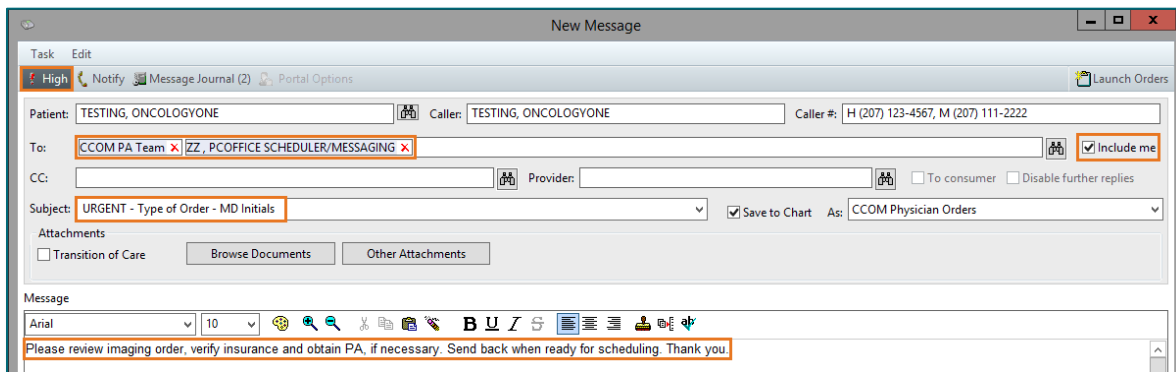 New Message
Task Edit
High Notify Message Journal (2) Portal Options Launch Orders
Patient: TESTING, ONCOLOGYONE Caller: TESTING, ONCOLOGYONE Caller #: H (207) 123-4567, M (207) 111-2222
To: CCOM PA Team ZZ , PCOFFICE SCHEDULER/MESSAGING Include me
CC: Provider: To consumer Disable further replies
Subject: URGENT - Type of Order - MD Initials Save to Chart As: CCOM Physician Orders
Attachments
Transition of Care Browse Documents Other Attachments
Message
Arial 10 B U I S
Please review imaging order, verify insurance and obtain PA, if necessary. Send back when ready for scheduling. Thank you.